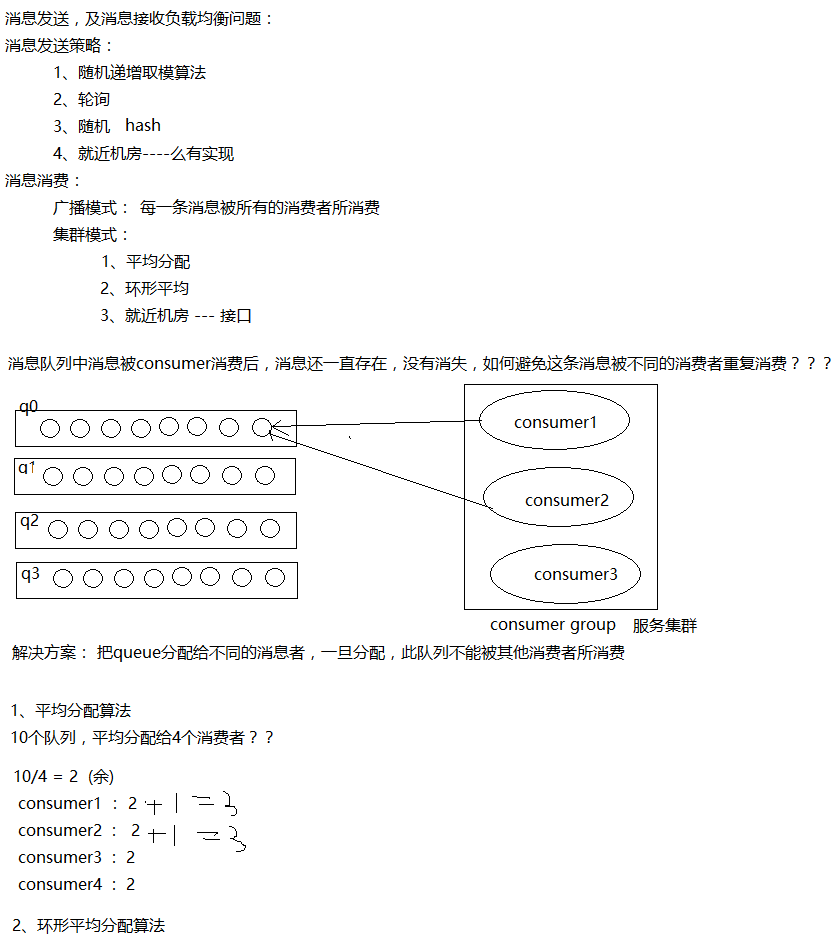 消息发送，及消息接收负载均衡问题：
消息发送策略：
1、随机递增取模算法
2、轮询
3、随机 hash
4、就近机房----么有实现
消息消费：
广播模式： 每一条消息被所有的消费者所消费
集群模式：
1、平均分配
2、环形平均
3、就近机房 --- 接口
消息队列中消息被consumer消费后，消息还一直存在，没有消失，如何避免这条消息被不同的消费者重复消费？？？
q0
consumer1
q1
consumer2
q2
q3
consumer3
consumer group 服务集群
解决方案： 把queue分配给不同的消息者，一旦分配，此队列不能被其他消费者所消费
1、平均分配算法
10个队列，平均分配给4个消费者？？
10/4 = 2 (余)
consumer1 ：2 +1=3
consumer2 ： 2 +1=3
consumer3 ：2
consumer4 ：2
2、环形平均分配算法